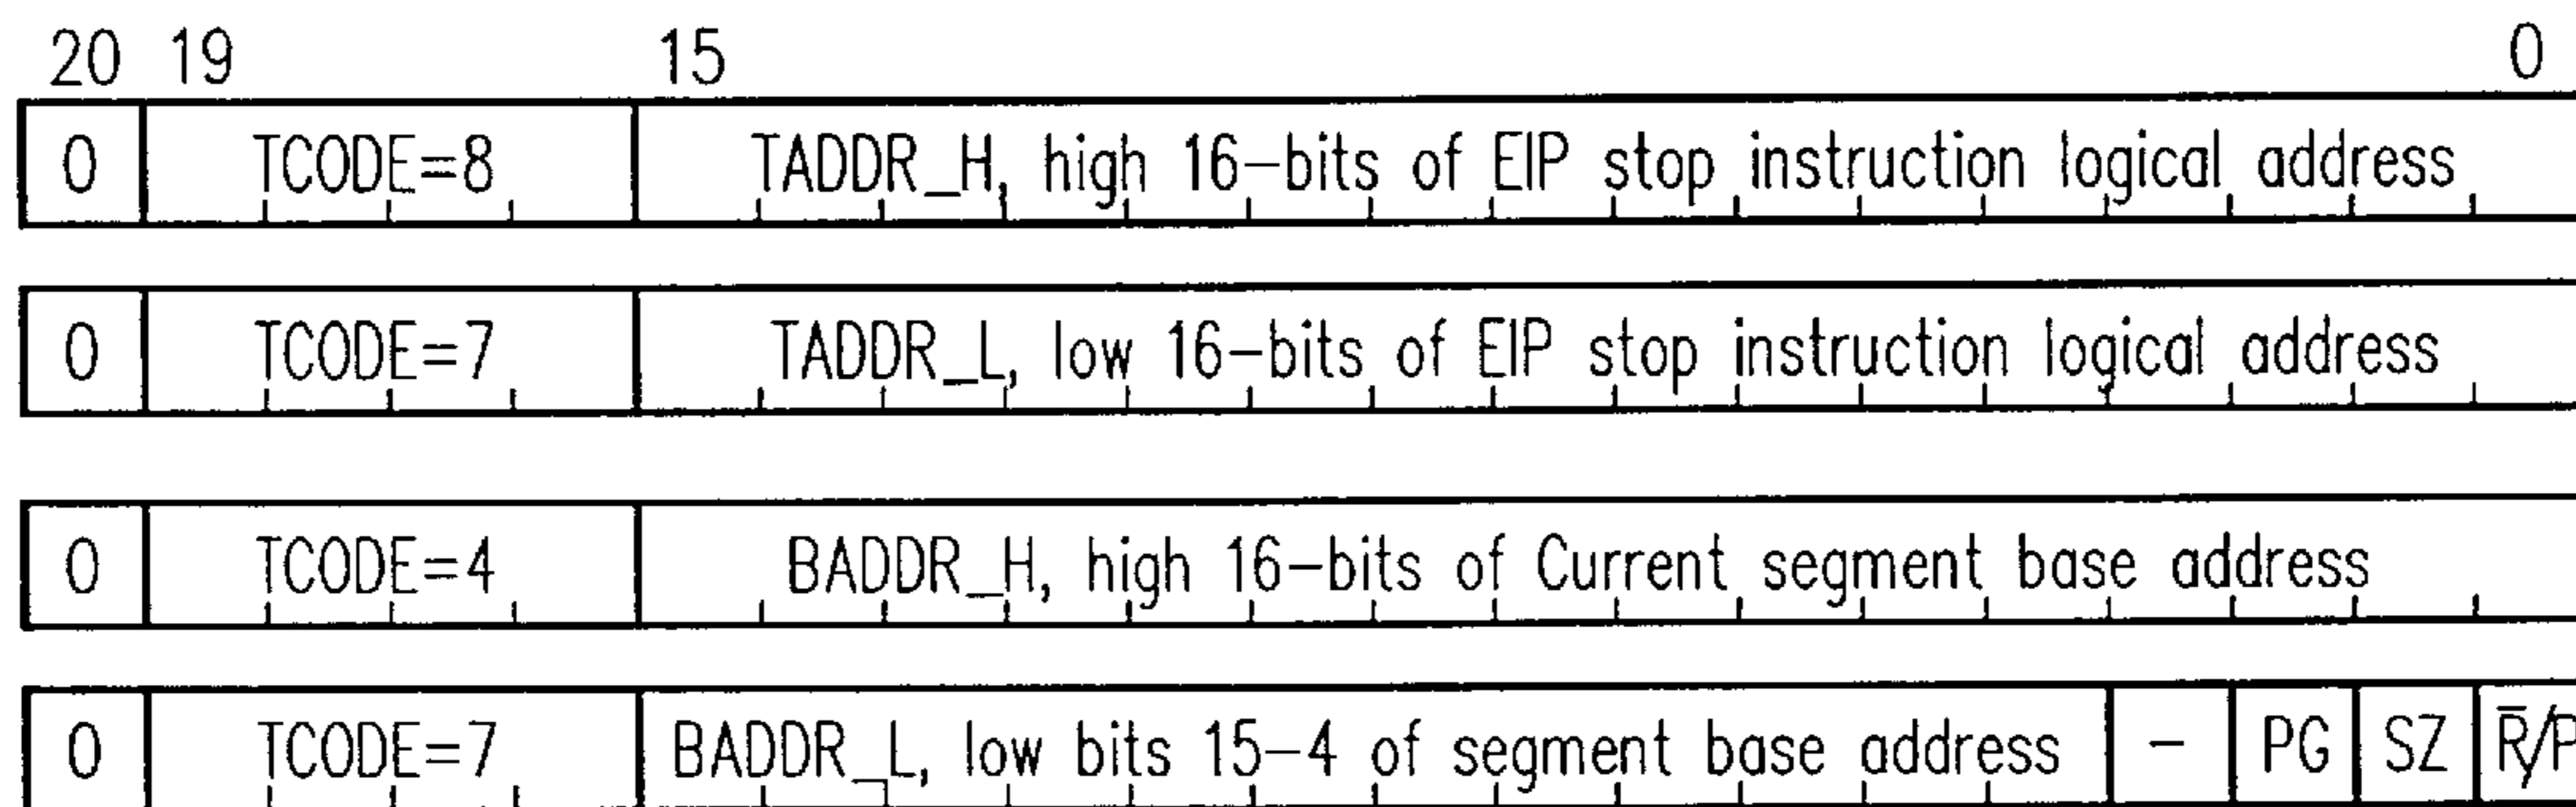 20 19 15 0
0 TCODE=8 TADDR_H, high 16-bits of EIP stop instruction logical address
0 TCODE=7 TADDR_L, low 16-bits of EIP stop instruction logical address
0 TCODE=4 BADDR_H, high 16-bits of Current segment base address
0 TCODE=7 BADDR_L, low bits 15-4 of segment base address - PG SZ R̅/P